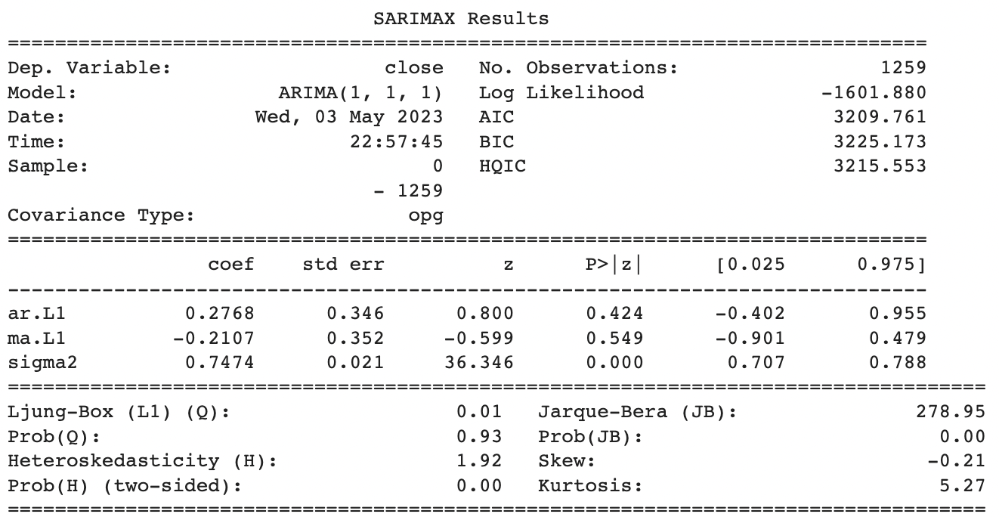 SARIMAX Results
==============================================================================
Dep. Variable:                  close   No. Observations:                 1259
Model:                 ARIMA(1, 1, 1)   Log Likelihood               -1601.880
Date:                Wed, 03 May 2023   AIC                           3209.761
Time:                        22:57:45   BIC                           3225.173
Sample:                             0   HQIC                          3215.553
                               - 1259
Covariance Type:                  opg
==============================================================================
                 coef    std err          z      P>|z|      [0.025      0.975]
------------------------------------------------------------------------------
ar.L1          0.2768      0.346      0.800      0.424      -0.402       0.955
ma.L1         -0.2107      0.352     -0.599      0.549      -0.901       0.479
sigma2         0.7474      0.021     36.346      0.000       0.707       0.788
===================================================================================
Ljung-Box (L1) (Q):                   0.01   Jarque-Bera (JB):               278.95
Prob(Q):                              0.93   Prob(JB):                         0.00
Heteroskedasticity (H):               1.92   Skew:                            -0.21
Prob(H) (two-sided):                  0.00   Kurtosis:                         5.27
===================================================================================